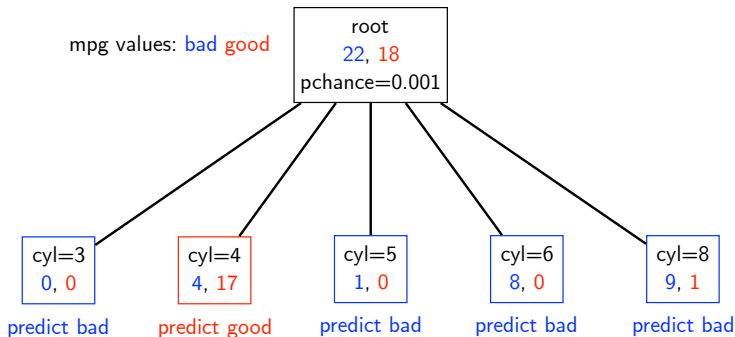 mpg values: bad good
root
22, 18
pchance=0.001
cyl=3
0, 0
predict bad
cyl=4
4, 17
predict good
cyl=5
1, 0
predict bad
cyl=6
8, 0
predict bad
cyl=8
9, 1
predict bad